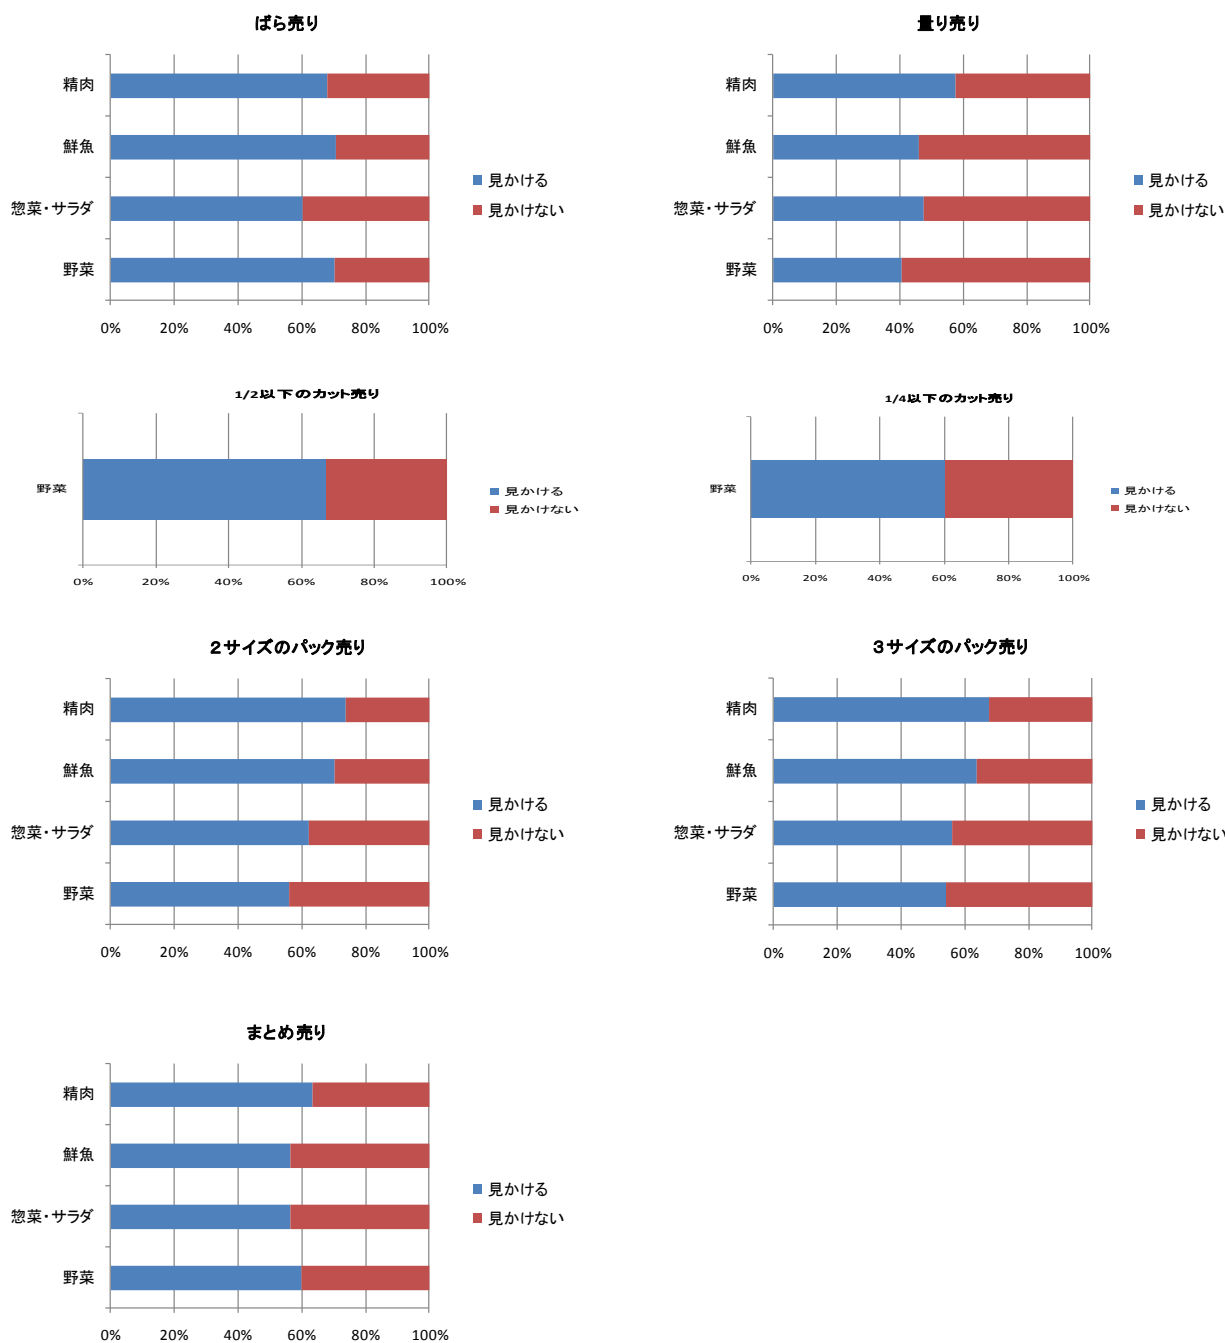 ばら売り
精肉
鮮魚
惣菜・サラダ
野菜
0% 20% 40% 60% 80% 100%
見かける
見かけない
量り売り
精肉
鮮魚
惣菜・サラダ
野菜
0% 20% 40% 60% 80% 100%
見かける
見かけない
1/2以下のカット売り
野菜
0% 20% 40% 60% 80% 100%
見かける
見かけない
1/4以下のカット売り
野菜
0% 20% 40% 60% 80% 100%
見かける
見かけない
２サイズのパック売り
精肉
鮮魚
惣菜・サラダ
野菜
0% 20% 40% 60% 80% 100%
見かける
見かけない
３サイズのパック売り
精肉
鮮魚
惣菜・サラダ
野菜
0% 20% 40% 60% 80% 100%
見かける
見かけない
まとめ売り
精肉
鮮魚
惣菜・サラダ
野菜
0% 20% 40% 60% 80% 100%
見かける
見かけない